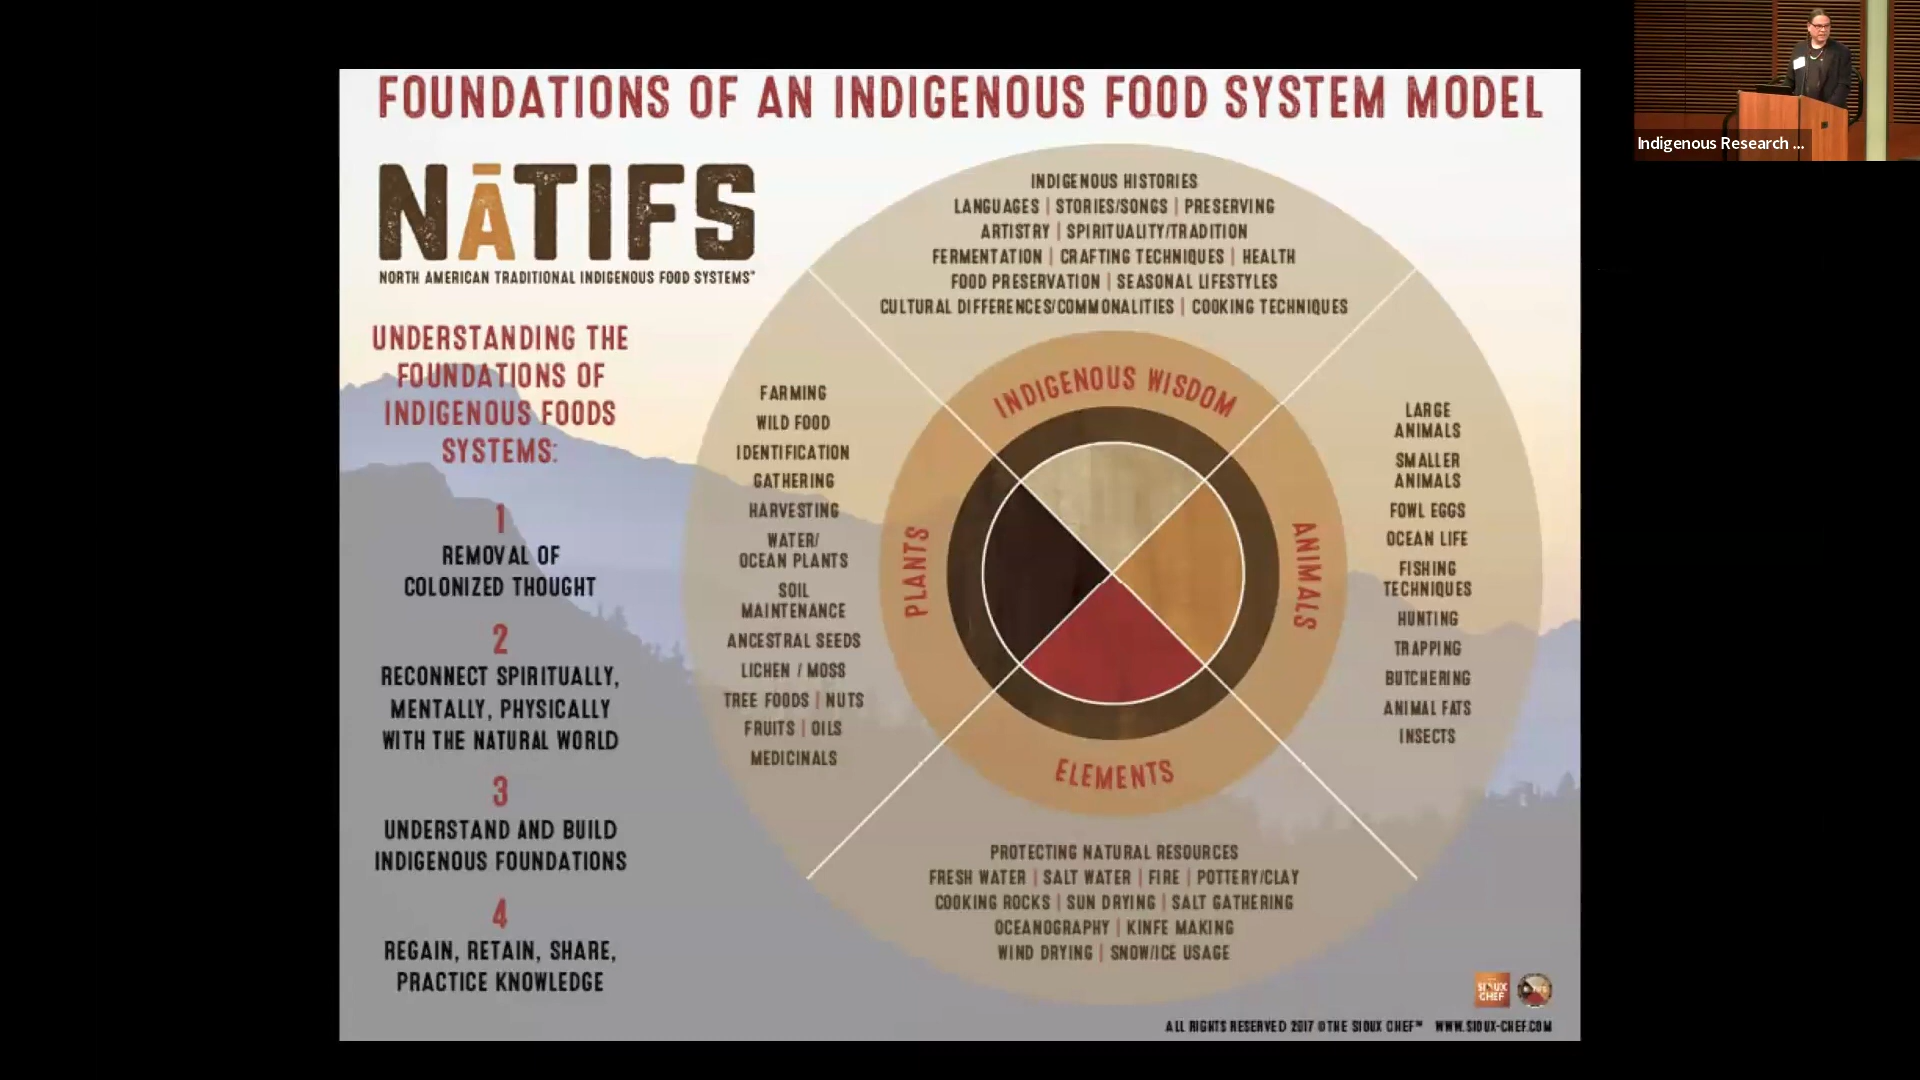 FOUNDATIONS OF AN INDIGENOUS FOOD SYSTEM MODEL
NĀTIFS
NORTH AMERICAN TRADITIONAL INDIGENOUS FOOD SYSTEMS™
UNDERSTANDING THE
FOUNDATIONS OF
INDIGENOUS FOODS
SYSTEMS:
1
REMOVAL OF
COLONIZED THOUGHT
2
RECONNECT SPIRITUALLY,
MENTALLY, PHYSICALLY
WITH THE NATURAL WORLD
3
UNDERSTAND AND BUILD
INDIGENOUS FOUNDATIONS
4
REGAIN, RETAIN, SHARE,
PRACTICE KNOWLEDGE
INDIGENOUS HISTORIES
LANGUAGES | STORIES/SONGS | PRESERVING
ARTISTRY | SPIRITUALITY/TRADITION
FERMENTATION | CRAFTING TECHNIQUES | HEALTH
FOOD PRESERVATION | SEASONAL LIFESTYLES
CULTURAL DIFFERENCES/COMMONALITIES | COOKING TECHNIQUES
INDIGENOUS WISDOM
FARMING
WILD FOOD
IDENTIFICATION
GATHERING
HARVESTING
WATER/
OCEAN PLANTS
SOIL
MAINTENANCE
ANCESTRAL SEEDS
LICHEN / MOSS
TREE FOODS | NUTS
FRUITS | OILS
MEDICINALS
PLANTS
ANIMALS
LARGE
ANIMALS
SMALLER
ANIMALS
FOWL EGGS
OCEAN LIFE
FISHING
TECHNIQUES
HUNTING
TRAPPING
BUTCHERING
ANIMAL FATS
INSECTS
ELEMENTS
PROTECTING NATURAL RESOURCES
FRESH WATER | SALT WATER | FIRE | POTTERY/CLAY
COOKING ROCKS | SUN DRYING | SALT GATHERING
OCEANOGRAPHY | KINFE MAKING
WIND DRYING | SNOW/ICE USAGE
SIOUX
CHEF
ALL RIGHTS RESERVED 2017 ©THE SIOUX CHEF™ WWW.SIOUX-CHEF.COM
Indigenous Research ...